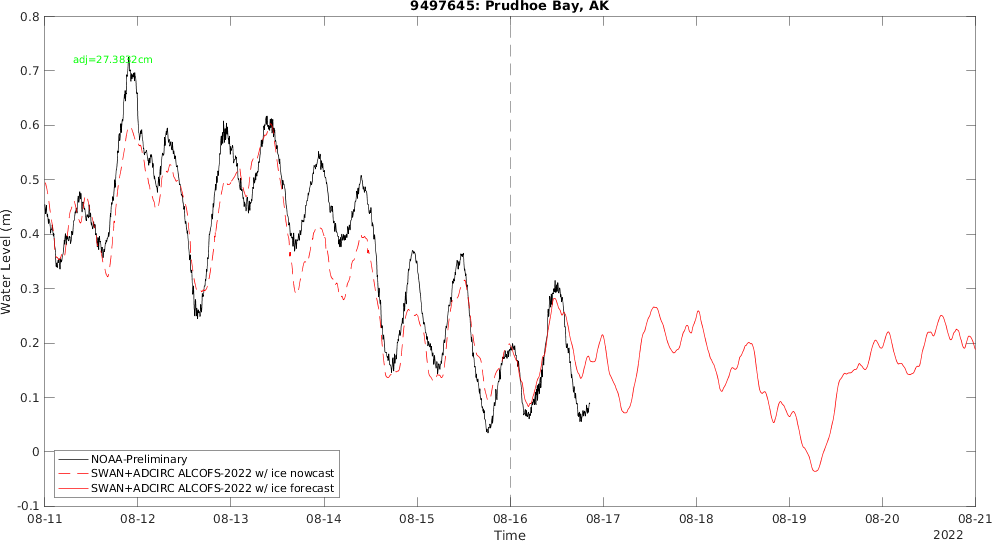 9497645: Prudhoe Bay, AK
0.8
0.7
0.6
0.5
0.4
0.3
0.2
0.1
0
-0.1
Water Level (m)
adj=27.3832cm
NOAA-Preliminary
SWAN+ADCIRC ALCOFS-2022 w/ ice nowcast
SWAN+ADCIRC ALCOFS-2022 w/ ice forecast
08-11 08-12 08-13 08-14 08-15 08-16 08-17 08-18 08-19 08-20 08-21
Time
2022